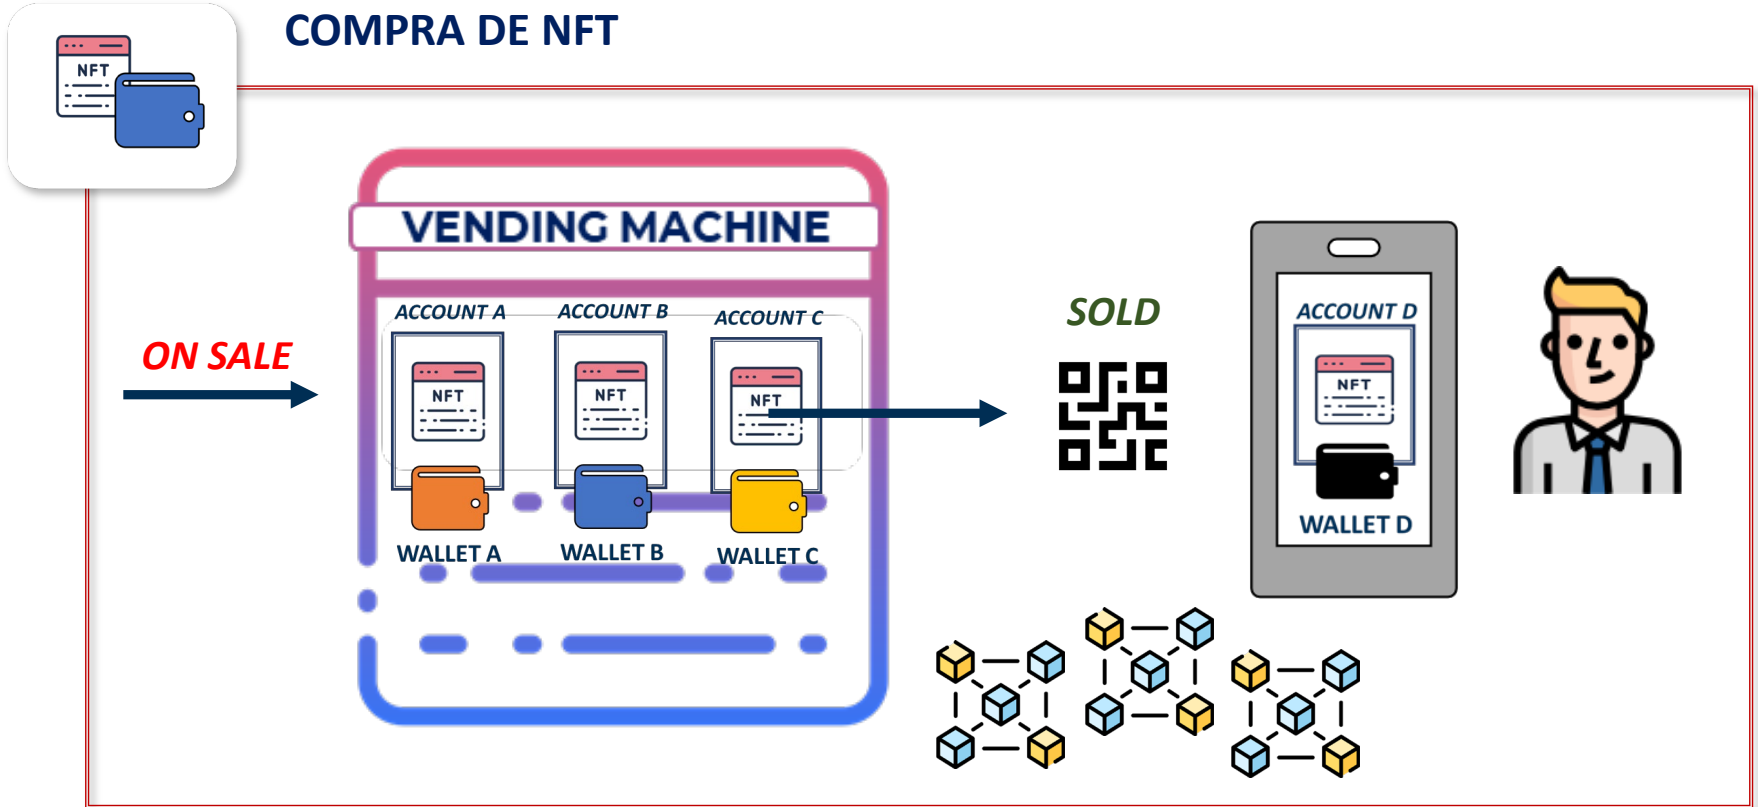 COMPRA DE NFT
NFT
VENDING MACHINE
ON SALE
ACCOUNT A
ACCOUNT B
ACCOUNT C
NFT
NFT
NFT
WALLET A
WALLET B
WALLET C
SOLD
ACCOUNT D
NFT
WALLET D